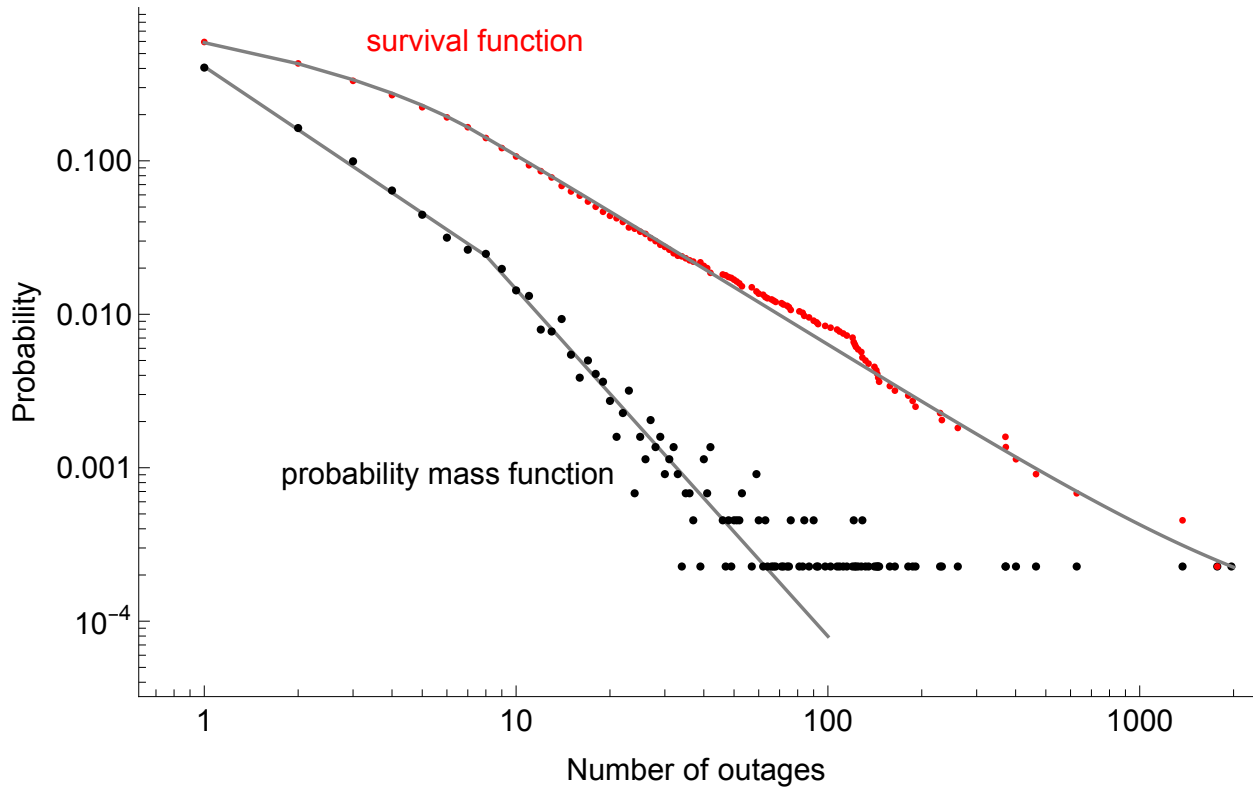 survival function
0.100
0.010
Probability
probability mass function
0.001
10⁻⁴
1
10
100
1000
Number of outages